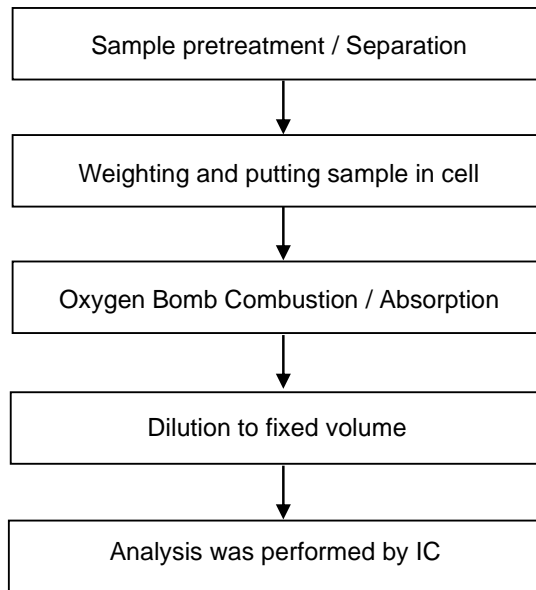 Sample pretreatment / Separation
Weighting and putting sample in cell
Oxygen Bomb Combustion / Absorption
Dilution to fixed volume
Analysis was performed by IC